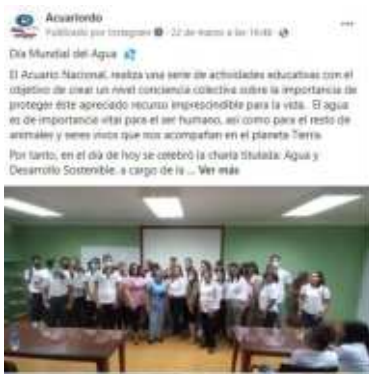 Acuariordo
Publicado por Instagram · 22 de marzo a las 16:48 ·
Día Mundial del Agua
El Acuario Nacional, realiza una serie de actividades educativas con el
objetivo de crear un nivel conciencia colectiva sobre la importancia de
proteger éste apreciado recurso imprescindible para la vida. El agua
es de importancia vital para el ser humano, así como para el resto de
animales y seres vivos que nos acompañan en el planeta Tierra.
Por tanto, en el día de hoy se celebró la charla titulada: Agua y
Desarrollo Sostenible, a cargo de la ... Ver más